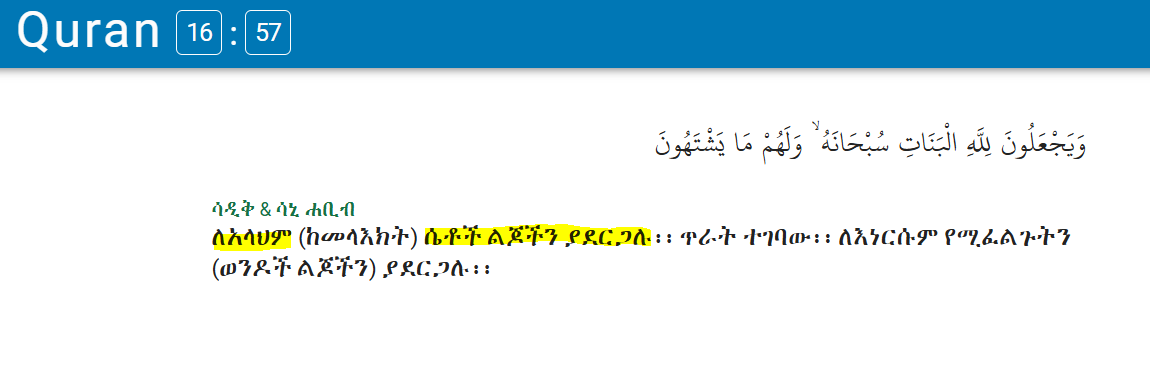 Quran 16 : 57
وَيَجْعَلُونَ لِلَّهِ الْبَنَاتِ سُبْحَانَهُ ۙ وَلَهُمْ مَا يَشْتَهُونَ
ሳዲቅ & ሳኒ ሐቢብ
ለአላህም (ከመላእክት) ሴቶች ልጆችን ያደርጋሉ፡፡ ጥራት ተገባው፡፡ ለእነርሱም የሚፈልጉትን
(ወንዶች ልጆችን) ያደርጋሉ፡፡